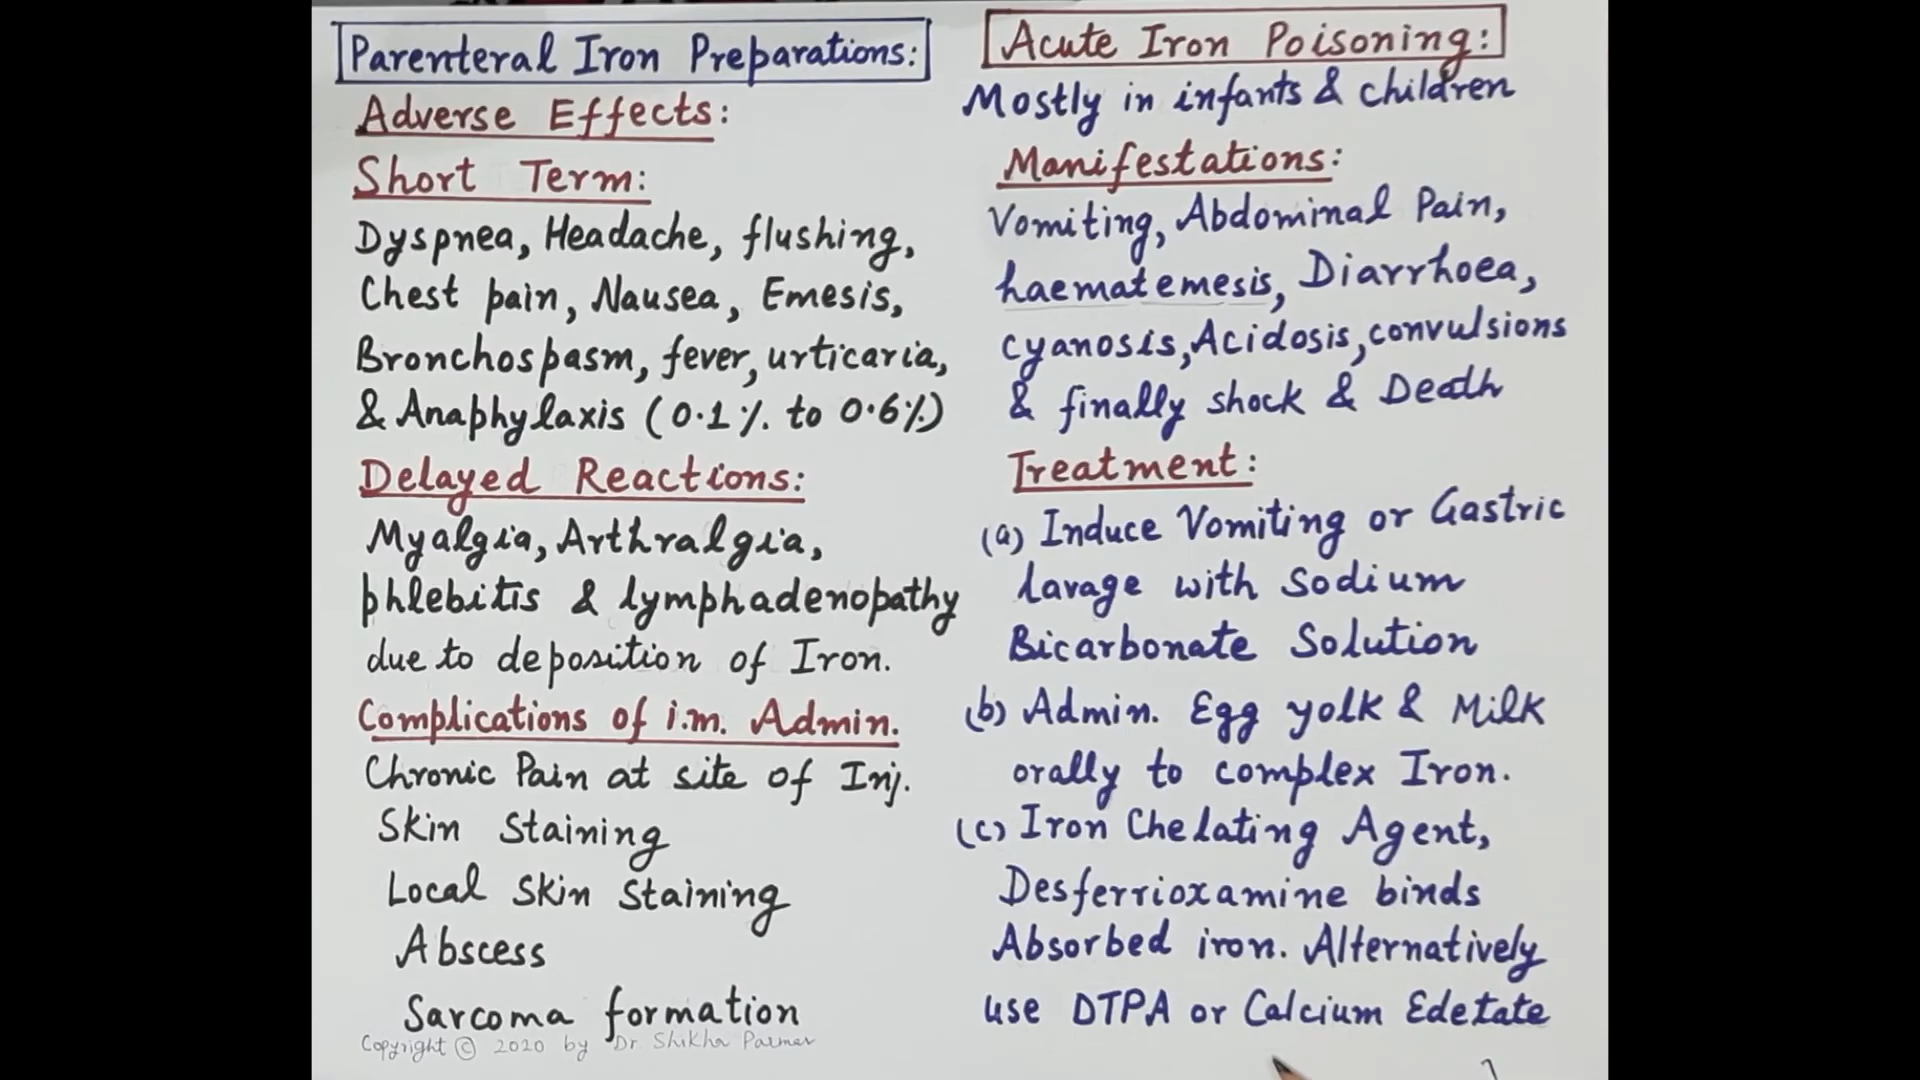 Parenteral Iron Preparations:
Adverse Effects:
Short Term:
Dyspnea, Headache, flushing,
Chest pain, Nausea, Emesis,
Bronchospasm, fever, urticaria,
& Anaphylaxis (0.1 %. to 0.6%)
Delayed Reactions:
Myalgia, Arthralgia,
phlebitis & lymphadenopathy
due to deposition of Iron.
Complications of i.m. Admin.
Chronic Pain at site of Inj.
Skin Staining
Local Skin Staining
Abscess
Sarcoma formation
Copyright © 2020 by Dr Shikha Parmar
Acute Iron Poisoning:
Mostly in infants & children
Manifestations:
Vomiting, Abdominal Pain,
haematemesis, Diarrhoea,
cyanosis, Acidosis, convulsions
& finally shock & Death
Treatment:
(a) Induce Vomiting or Gastric
lavage with Sodium
Bicarbonate Solution
(b) Admin. Egg yolk & Milk
orally to complex Iron.
(c) Iron Chelating Agent,
Desferrioxamine binds
Absorbed iron. Alternatively
use DTPA or Calcium Edetate